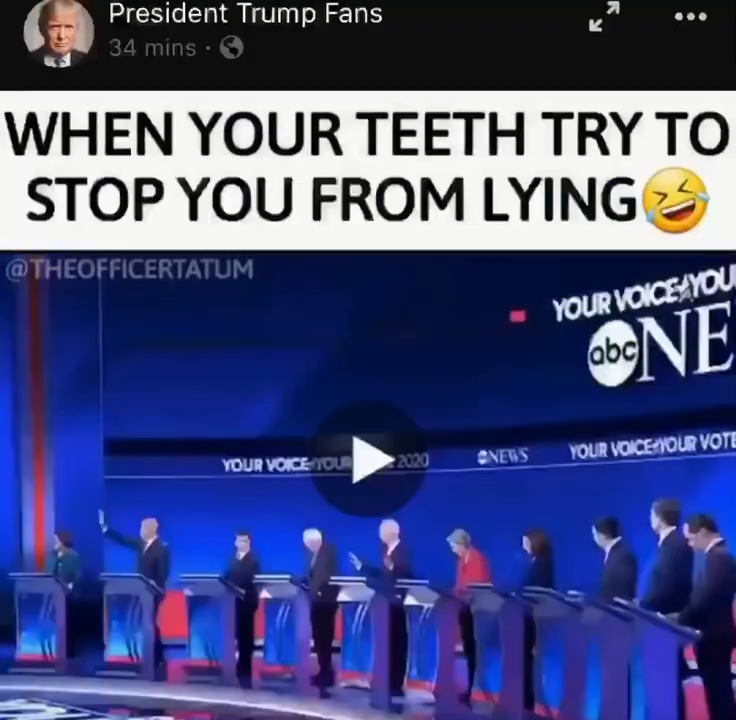 President Trump Fans
34 mins ·
WHEN YOUR TEETH TRY TO
STOP YOU FROM LYING🤣
@THEOFFICERTATUM
YOUR VOICE★YOU
abc NE
YOUR VOICE★YOUR 2020
abc NEWS
YOUR VOICE★YOUR VOTE